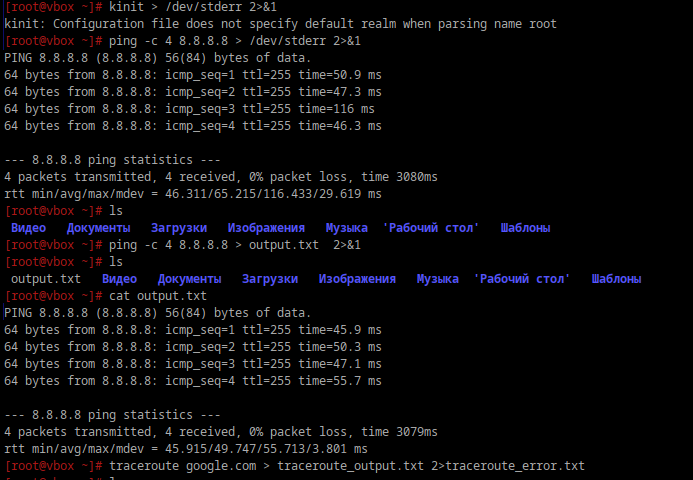 [root@vbox ~]# kinit > /dev/stderr 2>&1
kinit: Configuration file does not specify default realm when parsing name root
[root@vbox ~]# ping -c 4 8.8.8.8 > /dev/stderr 2>&1
PING 8.8.8.8 (8.8.8.8) 56(84) bytes of data.
64 bytes from 8.8.8.8: icmp_seq=1 ttl=255 time=50.9 ms
64 bytes from 8.8.8.8: icmp_seq=2 ttl=255 time=47.3 ms
64 bytes from 8.8.8.8: icmp_seq=3 ttl=255 time=116 ms
64 bytes from 8.8.8.8: icmp_seq=4 ttl=255 time=46.3 ms

--- 8.8.8.8 ping statistics ---
4 packets transmitted, 4 received, 0% packet loss, time 3080ms
rtt min/avg/max/mdev = 46.311/65.215/116.433/29.619 ms
[root@vbox ~]# ls
Видео   Документы   Загрузки   Изображения   Музыка  'Рабочий стол'   Шаблоны
[root@vbox ~]# ping -c 4 8.8.8.8 > output.txt  2>&1
[root@vbox ~]# ls
output.txt   Видео   Документы   Загрузки   Изображения   Музыка  'Рабочий стол'   Шаблоны
[root@vbox ~]# cat output.txt
PING 8.8.8.8 (8.8.8.8) 56(84) bytes of data.
64 bytes from 8.8.8.8: icmp_seq=1 ttl=255 time=45.9 ms
64 bytes from 8.8.8.8: icmp_seq=2 ttl=255 time=50.3 ms
64 bytes from 8.8.8.8: icmp_seq=3 ttl=255 time=47.1 ms
64 bytes from 8.8.8.8: icmp_seq=4 ttl=255 time=55.7 ms

--- 8.8.8.8 ping statistics ---
4 packets transmitted, 4 received, 0% packet loss, time 3079ms
rtt min/avg/max/mdev = 45.915/49.747/55.713/3.801 ms
[root@vbox ~]# traceroute google.com > traceroute_output.txt 2>traceroute_error.txt